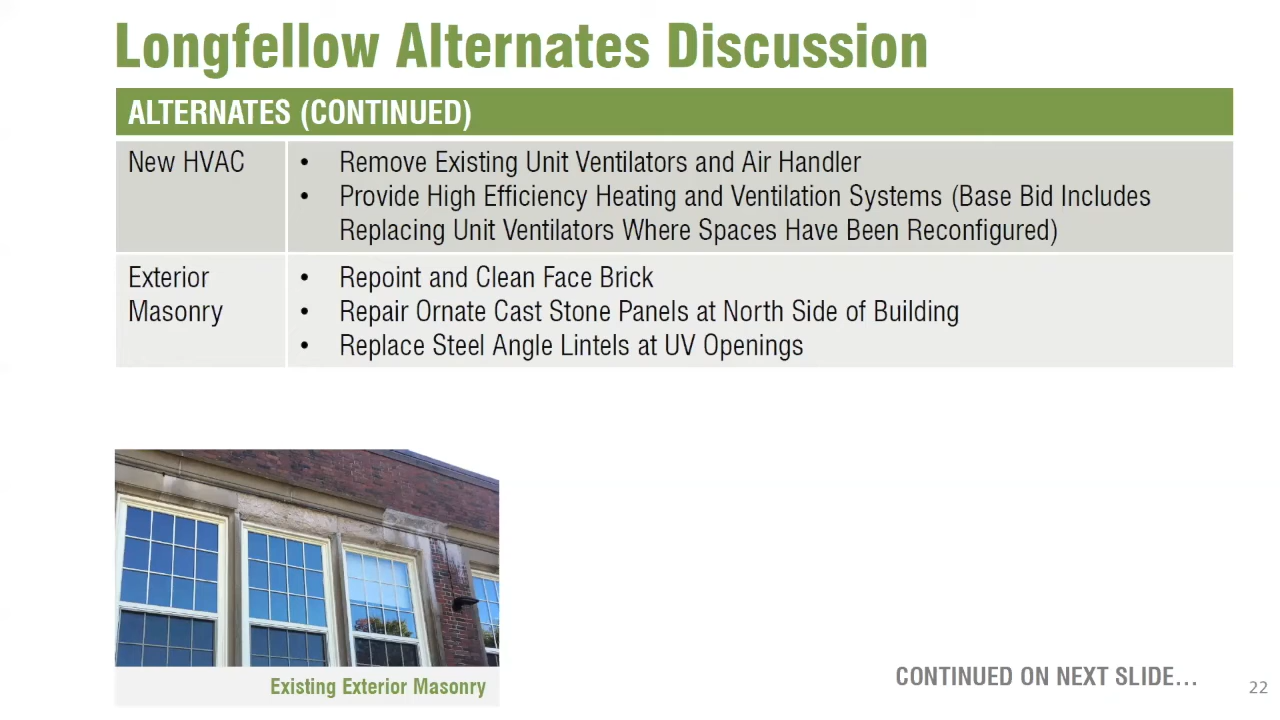 Longfellow Alternates Discussion
ALTERNATES (CONTINUED)
New HVAC
• Remove Existing Unit Ventilators and Air Handler
• Provide High Efficiency Heating and Ventilation Systems (Base Bid Includes
Replacing Unit Ventilators Where Spaces Have Been Reconfigured)
Exterior
Masonry
• Repoint and Clean Face Brick
• Repair Ornate Cast Stone Panels at North Side of Building
• Replace Steel Angle Lintels at UV Openings
Existing Exterior Masonry
CONTINUED ON NEXT SLIDE...
22